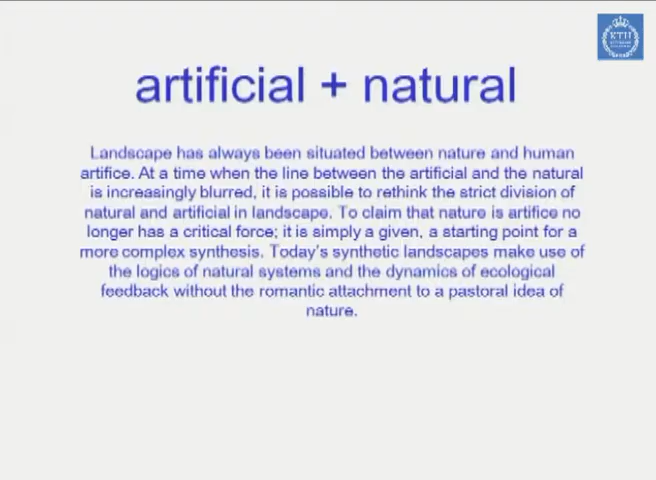 KTH
artificial + natural
Landscape has always been situated between nature and human
artifice. At a time when the line between the artificial and the natural
is increasingly blurred, it is possible to rethink the strict division of
natural and artificial in landscape. To claim that nature is artifice no
longer has a critical force; it is simply a given, a starting point for a
more complex synthesis. Today's synthetic landscapes make use of
the logics of natural systems and the dynamics of ecological
feedback without the romantic attachment to a pastoral idea of
nature.